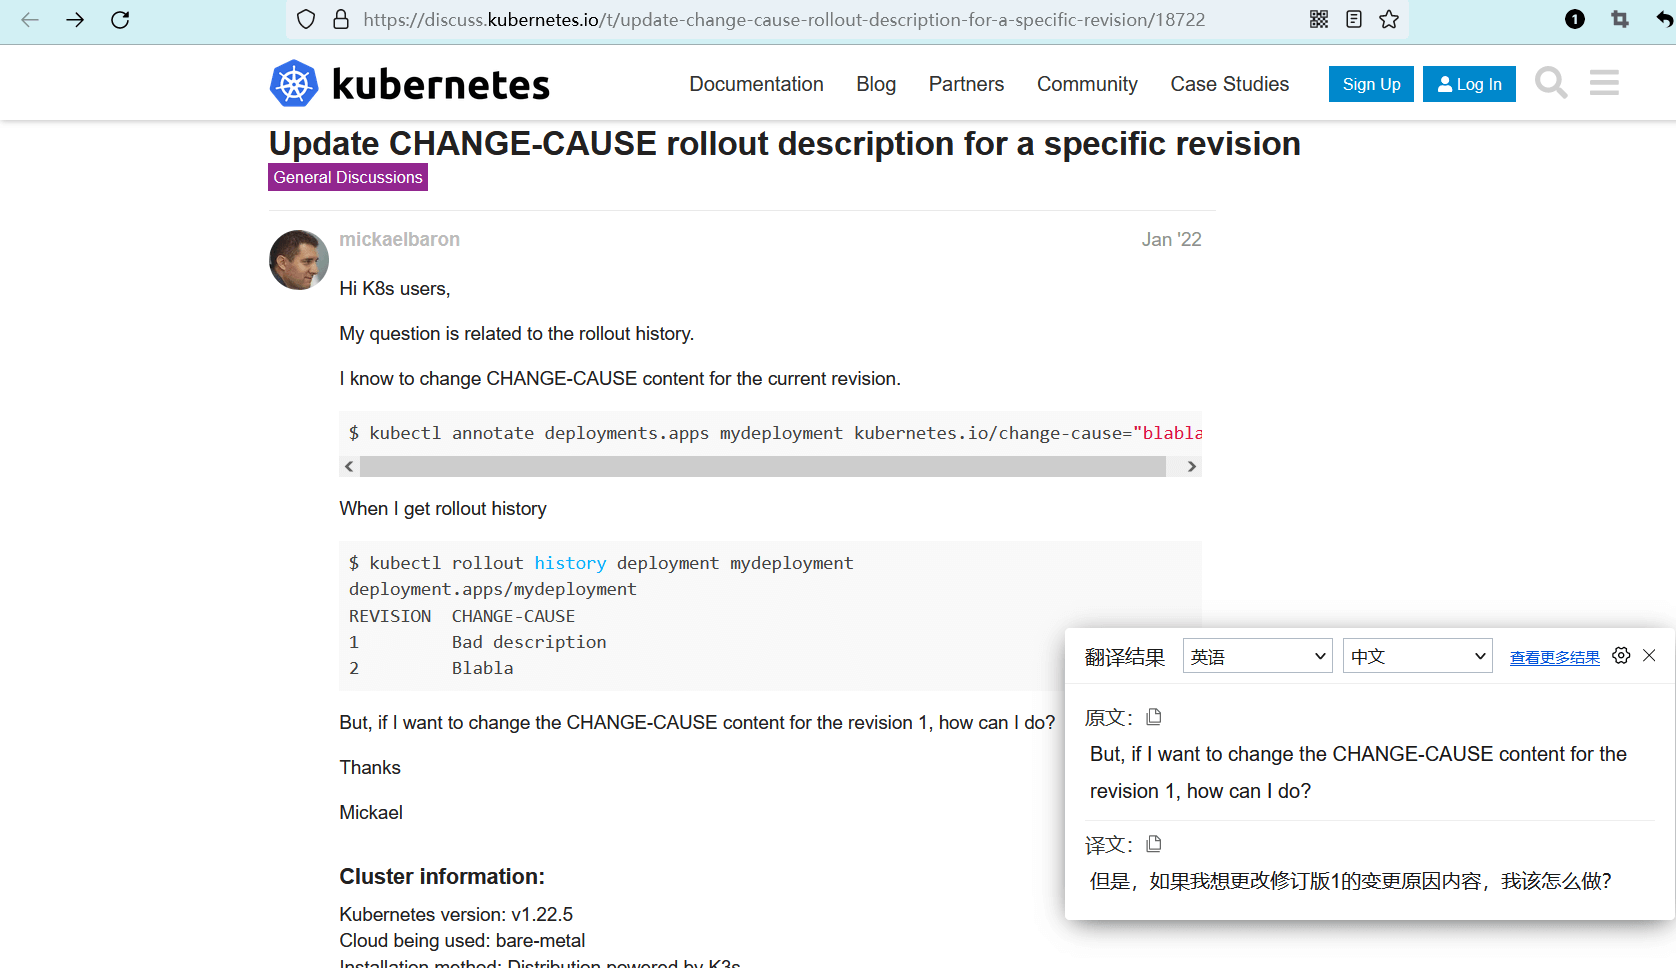 https://discuss.kubernetes.io/t/update-change-cause-rollout-description-for-a-specific-revision/18722
1
kubernetes
Documentation Blog Partners Community Case Studies Sign Up Log In
Update CHANGE-CAUSE rollout description for a specific revision
General Discussions
mickaelbaron Jan '22
Hi K8s users,
My question is related to the rollout history.
I know to change CHANGE-CAUSE content for the current revision.
$ kubectl annotate deployments.apps mydeployment kubernetes.io/change-cause="blabla
When I get rollout history
$ kubectl rollout history deployment mydeployment
deployment.apps/mydeployment
REVISION CHANGE-CAUSE
1 Bad description
2 Blabla
But, if I want to change the CHANGE-CAUSE content for the revision 1, how can I do?
Thanks
Mickael
Cluster information:
Kubernetes version: v1.22.5
Cloud being used: bare-metal
Installation method: Distribution powered by K3s
翻译结果 英语 中文 查看更多结果
原文：
But, if I want to change the CHANGE-CAUSE content for the
revision 1, how can I do?
译文：
但是，如果我想更改修订版1的变更原因内容，我该怎么做？